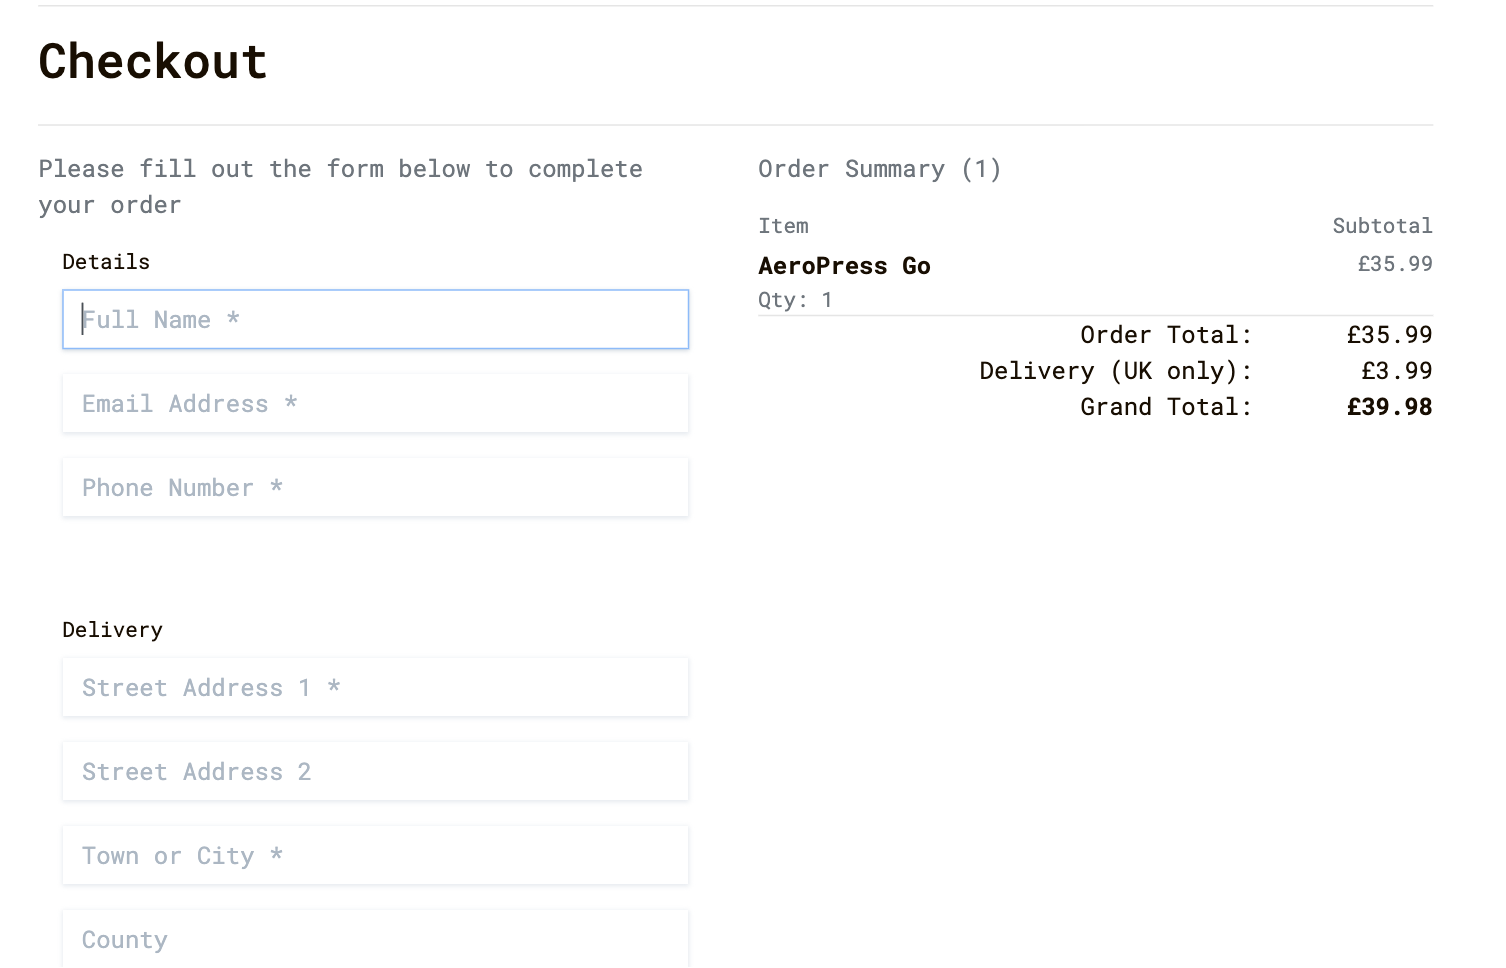 Checkout
Please fill out the form below to complete
your order
Details
Full Name *
Email Address *
Phone Number *
Delivery
Street Address 1 *
Street Address 2
Town or City *
County
Order Summary (1)
Item Subtotal
AeroPress Go £35.99
Qty: 1
Order Total: £35.99
Delivery (UK only): £3.99
Grand Total: £39.98